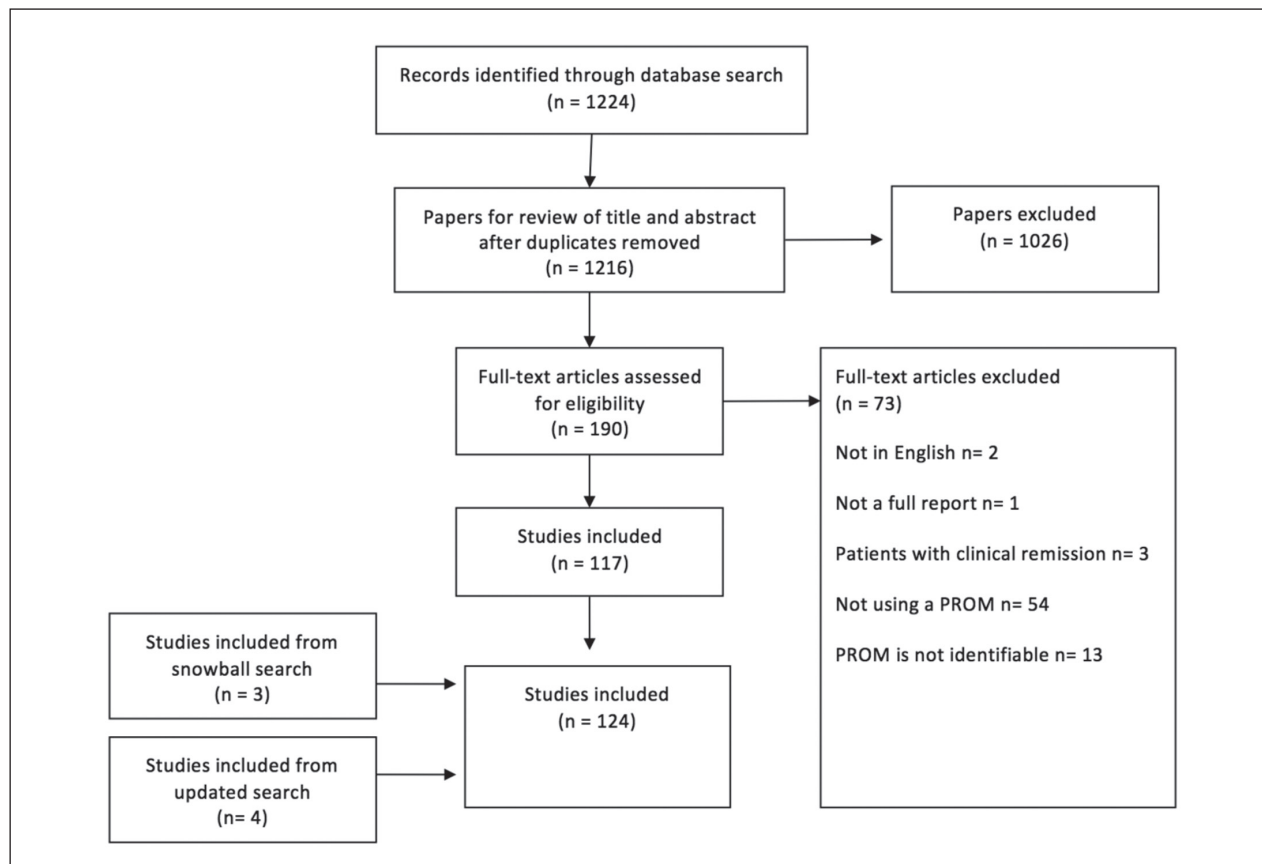 Records identified through database search
(n = 1224)
Papers for review of title and abstract
after duplicates removed
(n = 1216)
Papers excluded
(n = 1026)
Full-text articles assessed
for eligibility
(n = 190)
Full-text articles excluded
(n = 73)
Not in English n= 2
Not a full report n= 1
Patients with clinical remission n= 3
Not using a PROM n= 54
PROM is not identifiable n= 13
Studies included
(n = 117)
Studies included from
snowball search
(n = 3)
Studies included
(n = 124)
Studies included from
updated search
(n= 4)